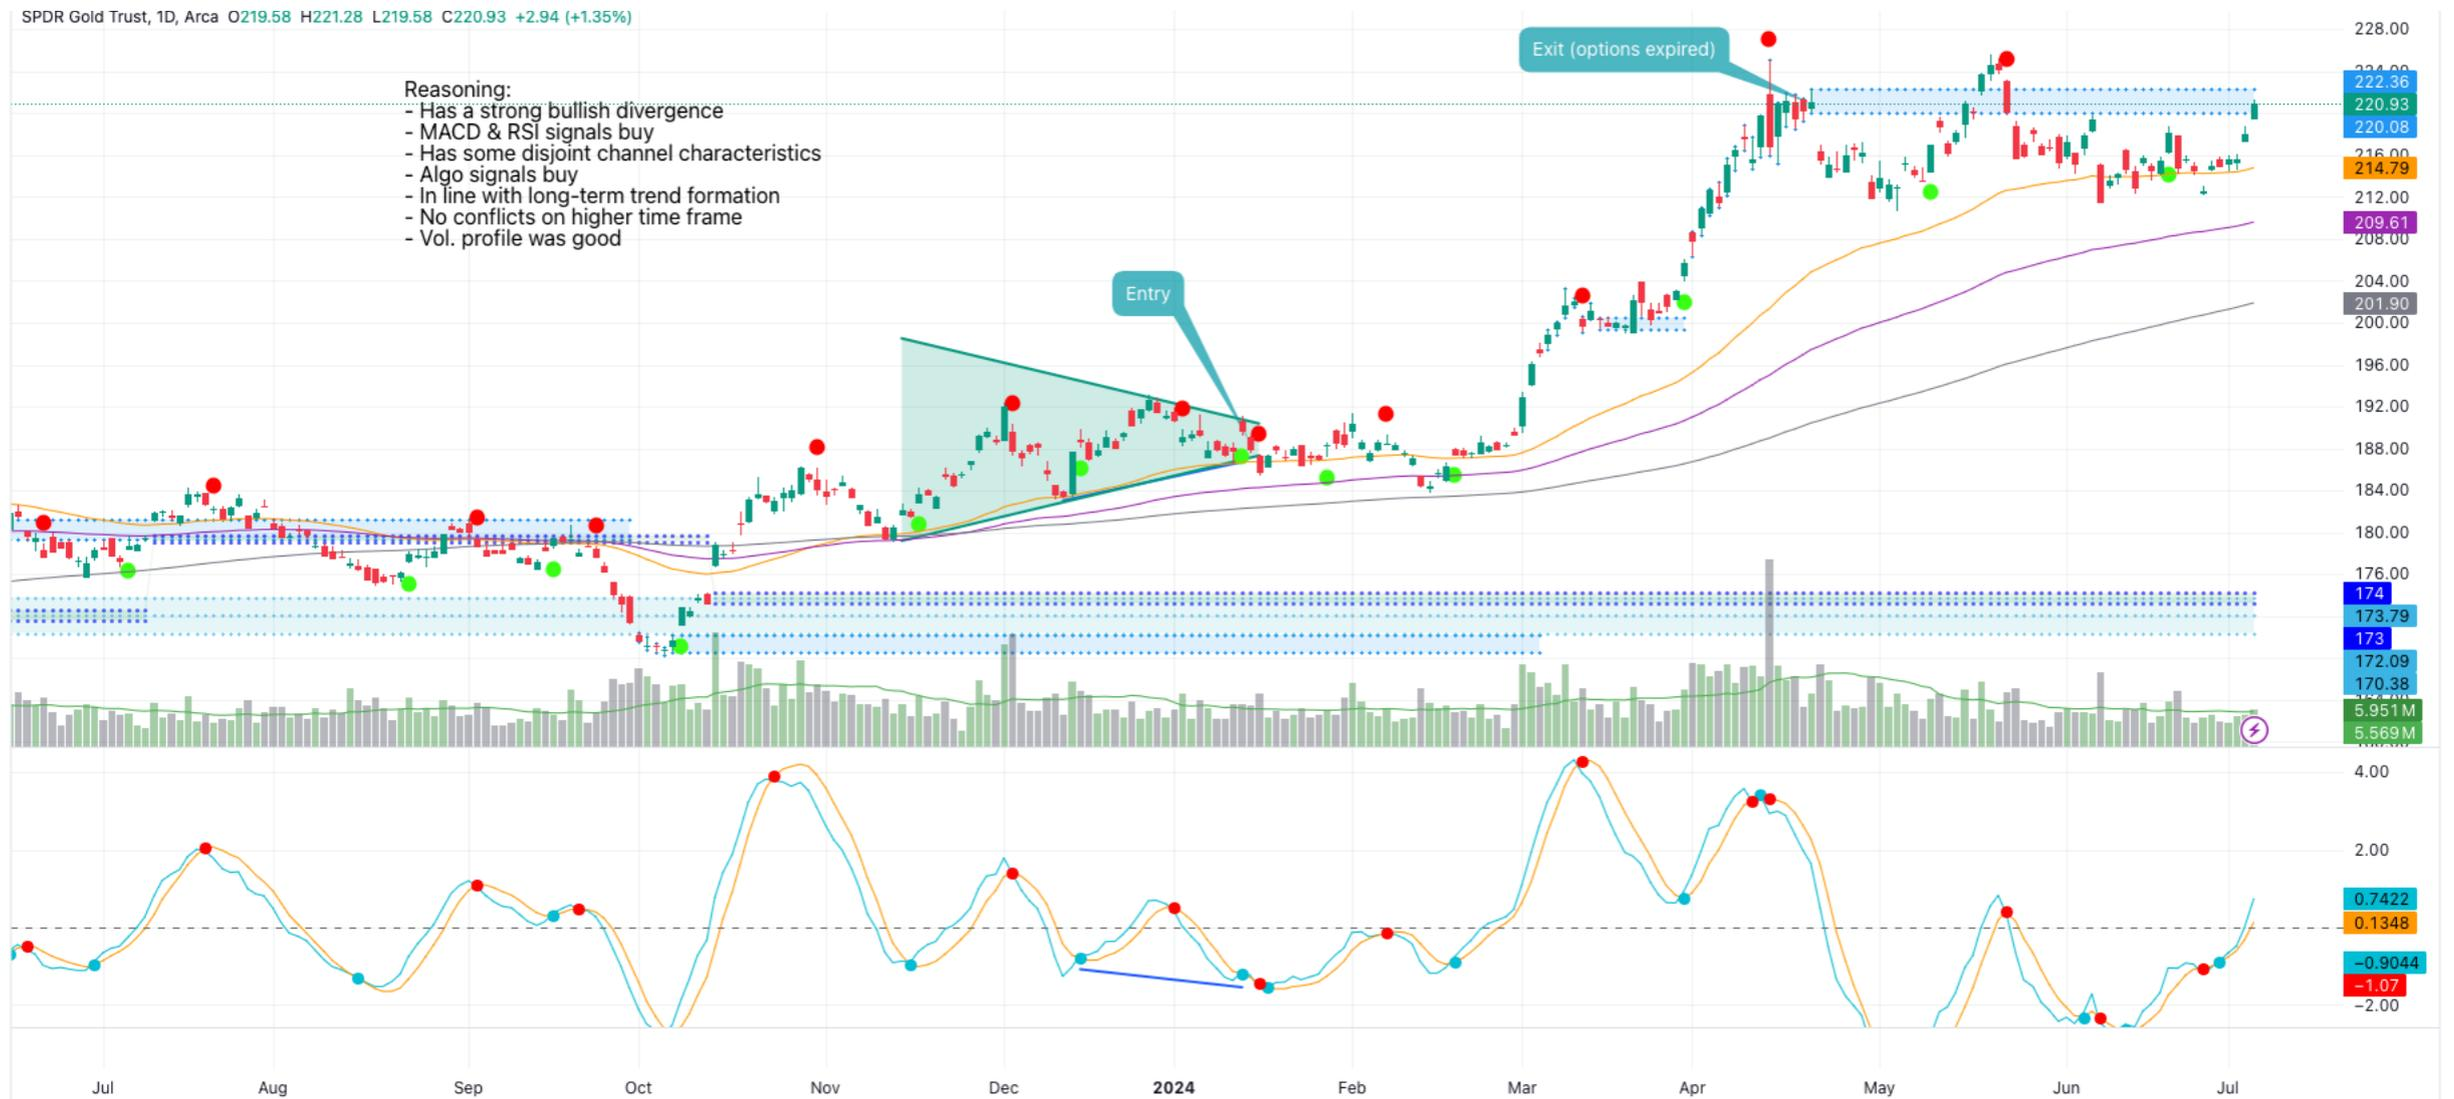 SPDR Gold Trust, 1D, Arca O219.58 H221.28 L219.58 C220.93 +2.94 (+1.35%)
Reasoning:
- Has a strong bullish divergence
- MACD & RSI signals buy
- Has some disjoint channel characteristics
- Algo signals buy
- In line with long-term trend formation
- No conflicts on higher time frame
- Vol. profile was good
Entry
Exit (options expired)
228.00
224.00
222.36
220.93
220.08
216.00
214.79
212.00
209.61
208.00
204.00
201.90
200.00
196.00
192.00
188.00
184.00
180.00
176.00
174
173.79
173
172.09
170.38
5.951M
5.569M
4.00
2.00
0.7422
0.1348
−0.9044
−1.07
−2.00
Jul Aug Sep Oct Nov Dec 2024 Feb Mar Apr May Jun Jul